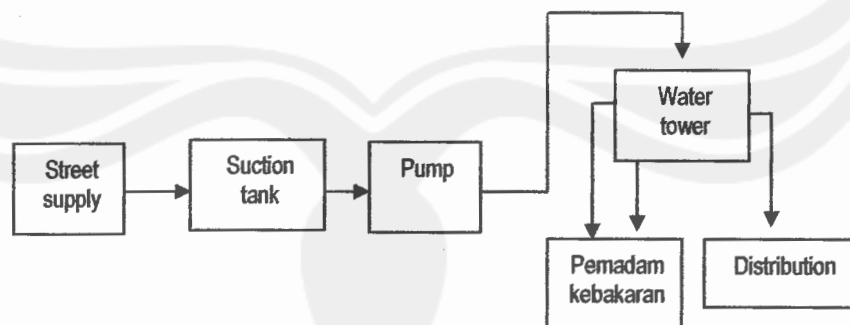 Street
supply
Suction
tank
Pump
Water
tower
Pemadam
kebakaran
Distribution